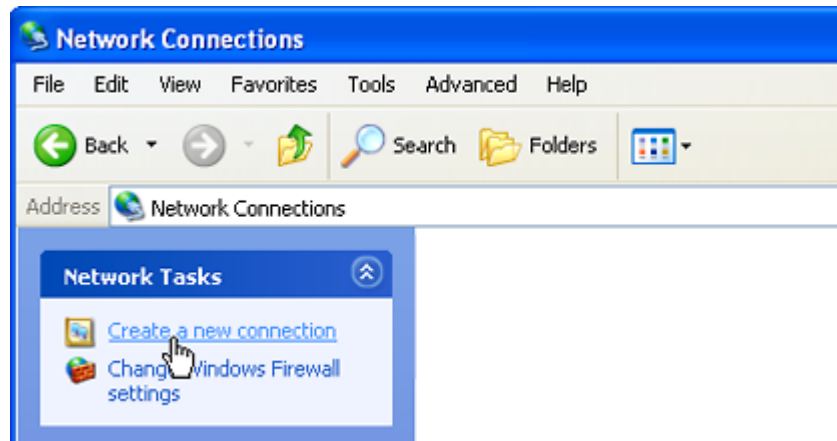 Network Connections
File Edit View Favorites Tools Advanced Help
Back Search Folders
Address Network Connections
Network Tasks
Create a new connection
Change Windows Firewall
settings